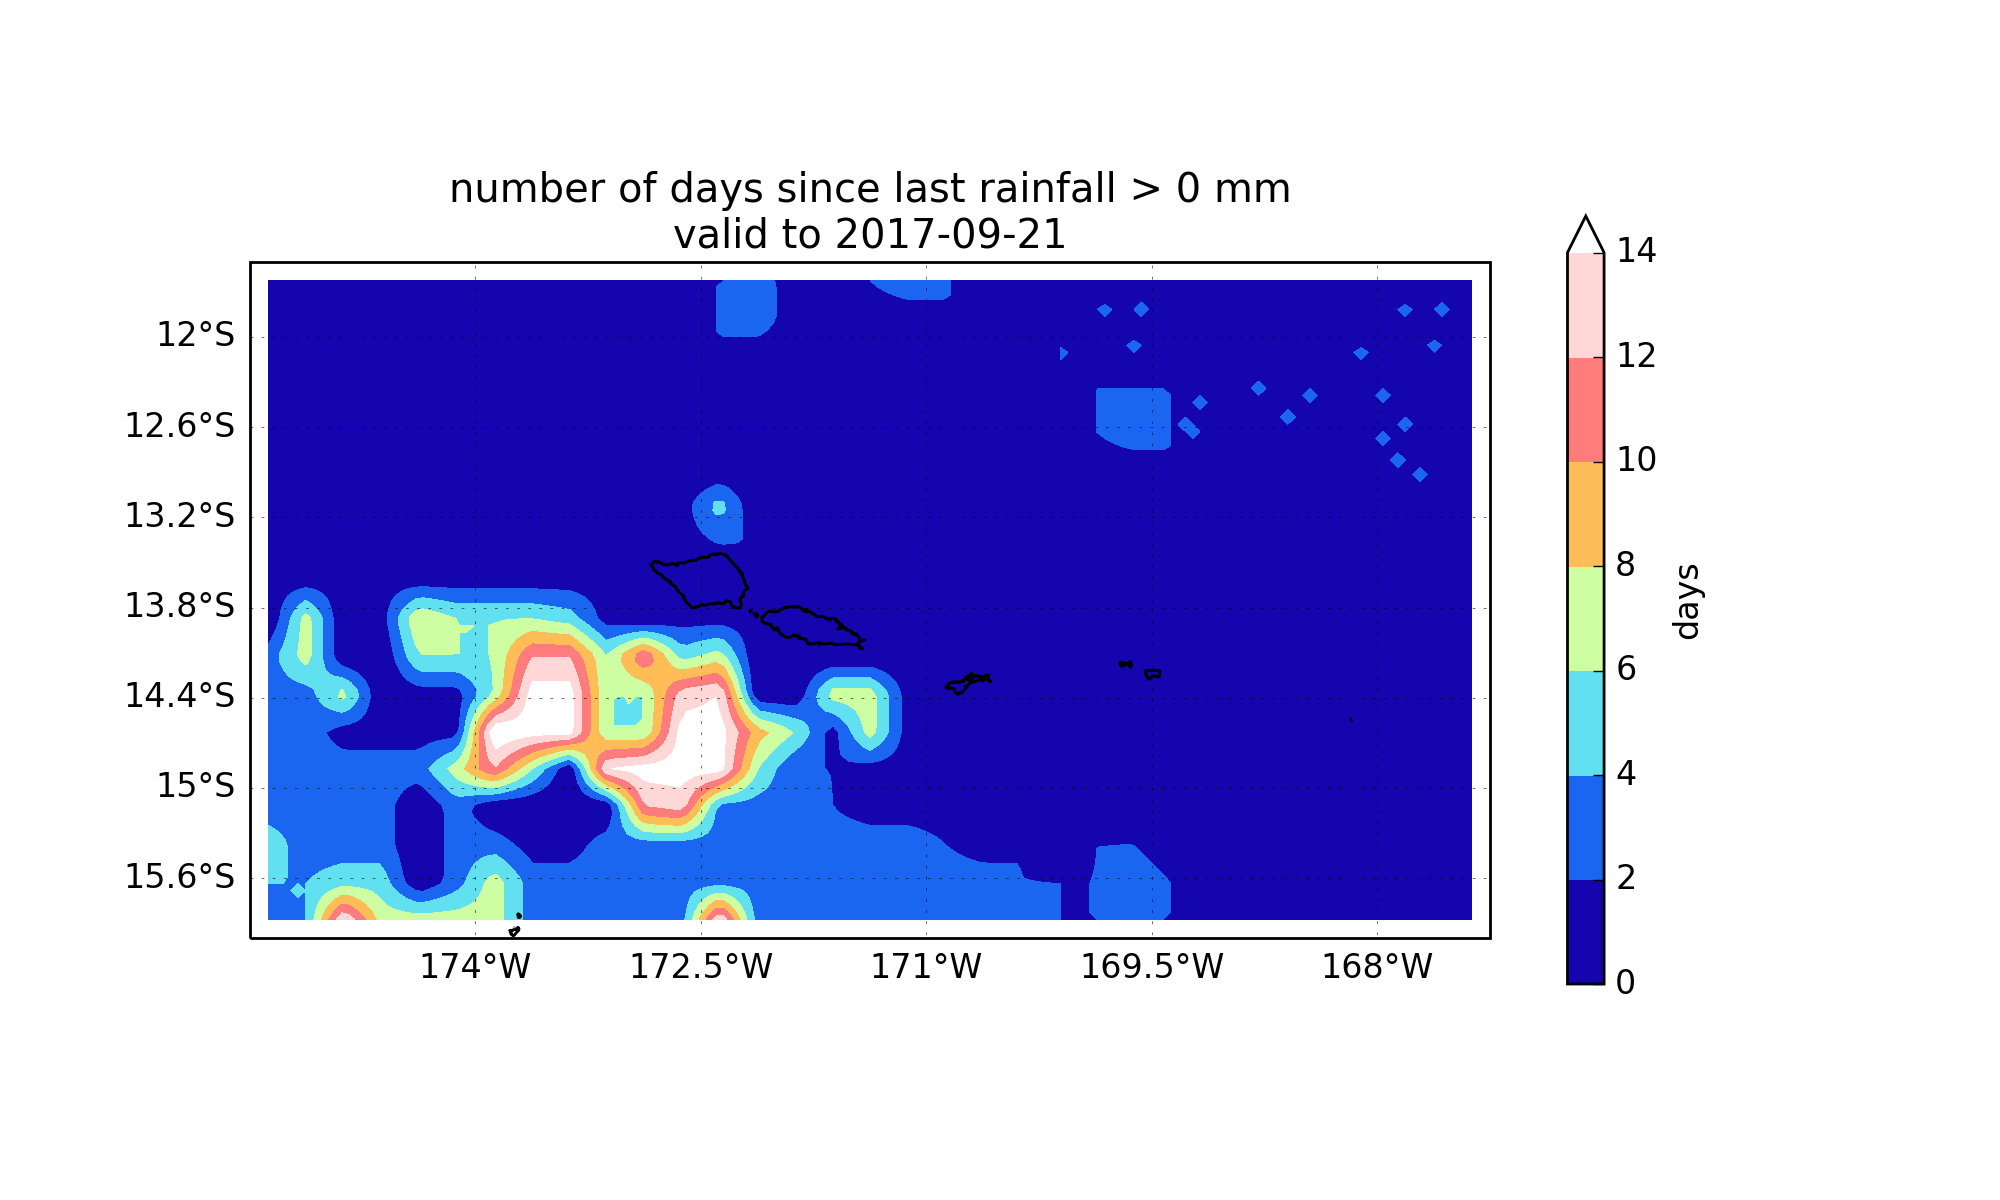 number of days since last rainfall > 0 mm
valid to 2017-09-21
14
12°S
12
12.6°S
10
13.2°S
8
13.8°S
days
6
14.4°S
4
15°S
2
15.6°S
0
174°W 172.5°W 171°W 169.5°W 168°W